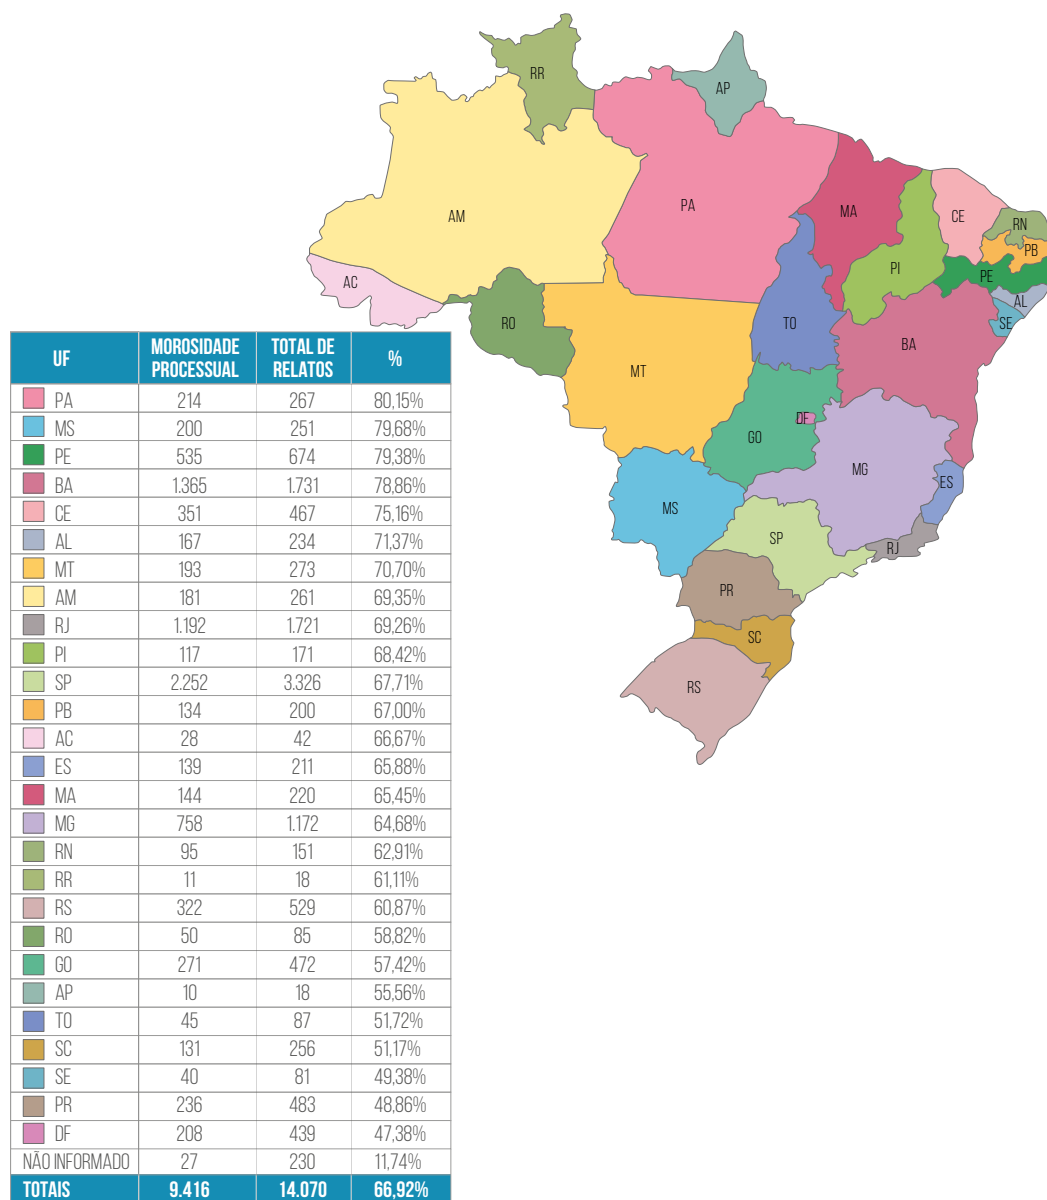 RR
AP
AM
PA
MA
CE
RN
PB
PI
PE
AL
SE
AC
RO
TO
BA
MT
DF
GO
MG
ES
MS
SP
RJ
PR
SC
RS
UF MOROSIDADE PROCESSUAL TOTAL DE RELATOS %
PA 214 267 80,15%
MS 200 251 79,68%
PE 535 674 79,38%
BA 1.365 1.731 78,86%
CE 351 467 75,16%
AL 167 234 71,37%
MT 193 273 70,70%
AM 181 261 69,35%
RJ 1.192 1.721 69,26%
PI 117 171 68,42%
SP 2.252 3.326 67,71%
PB 134 200 67,00%
AC 28 42 66,67%
ES 139 211 65,88%
MA 144 220 65,45%
MG 758 1.172 64,68%
RN 95 151 62,91%
RR 11 18 61,11%
RS 322 529 60,87%
RO 50 85 58,82%
GO 271 472 57,42%
AP 10 18 55,56%
TO 45 87 51,72%
SC 131 256 51,17%
SE 40 81 49,38%
PR 236 483 48,86%
DF 208 439 47,38%
NÃO INFORMADO 27 230 11,74%
TOTAIS 9.416 14.070 66,92%